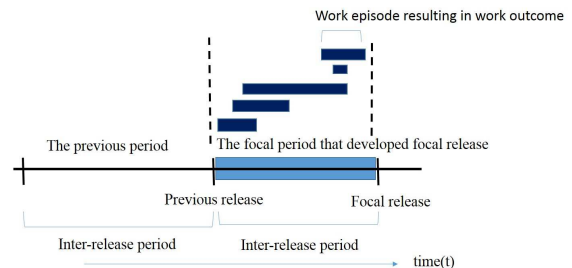 Work episode resulting in work outcome
The previous period
The focal period that developed focal release
Previous release
Focal release
Inter-release period
Inter-release period
time(t)